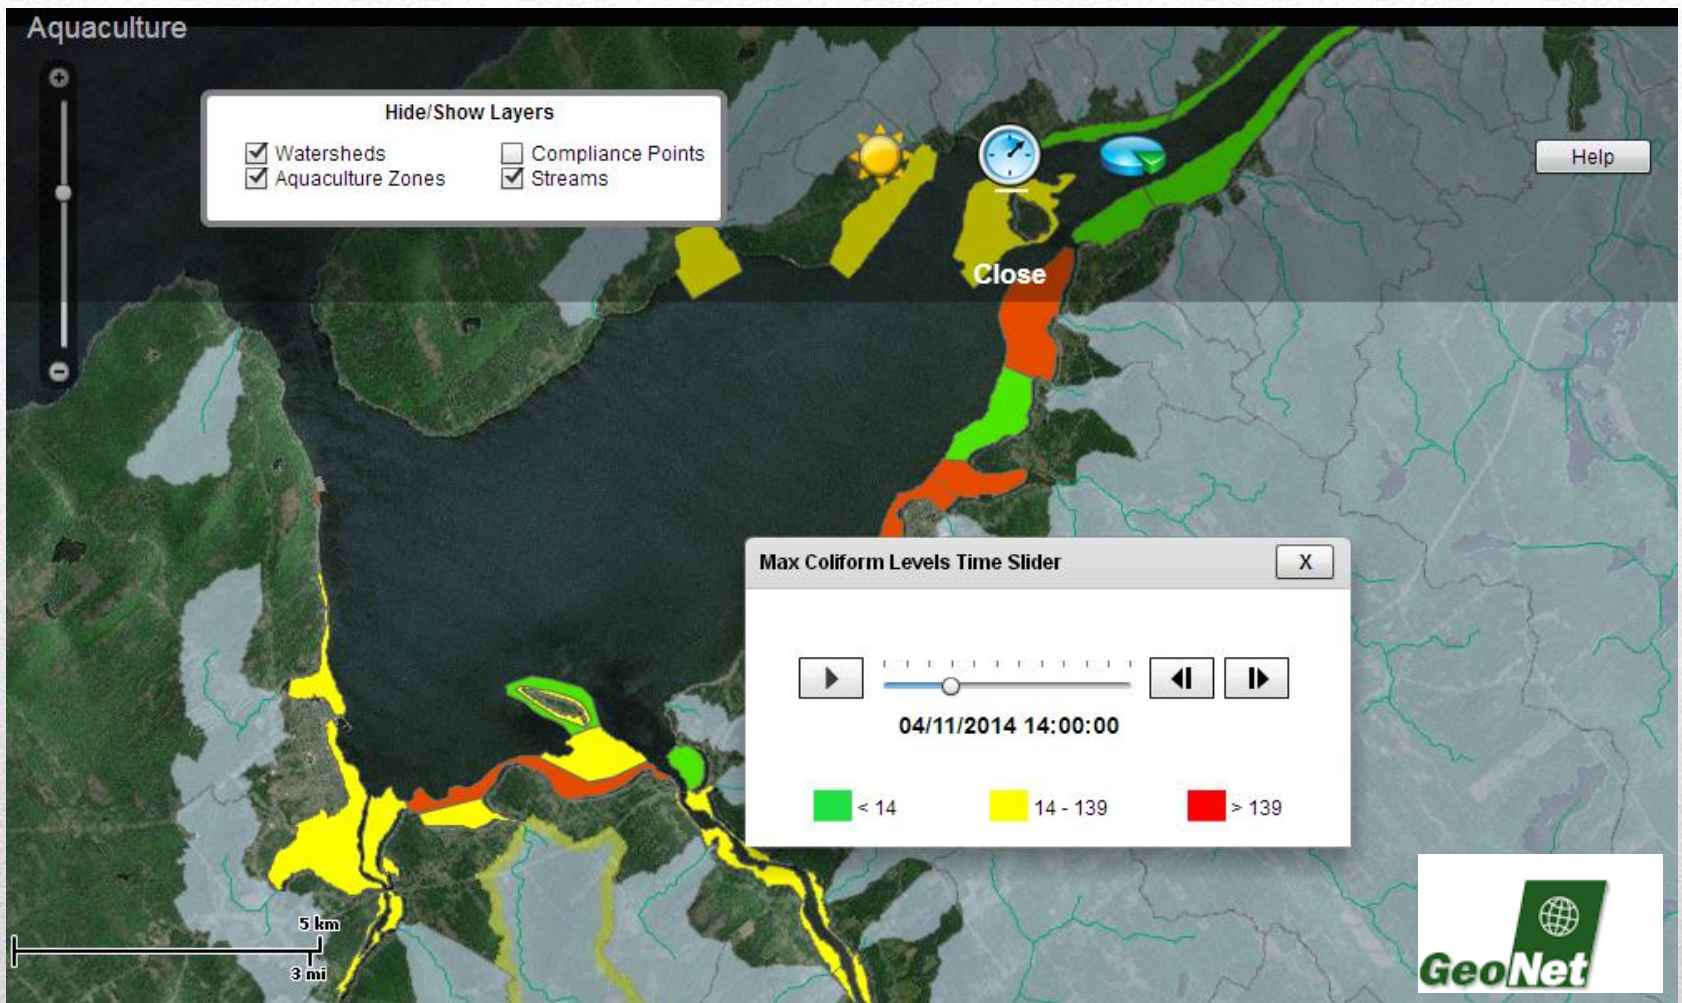 Aquaculture
Hide/Show Layers
Watersheds
Compliance Points
Aquaculture Zones
Streams
Help
Close
Max Coliform Levels Time Slider
X
04/11/2014 14:00:00
< 14
14 - 139
> 139
5 km
3 mi
GeoNet